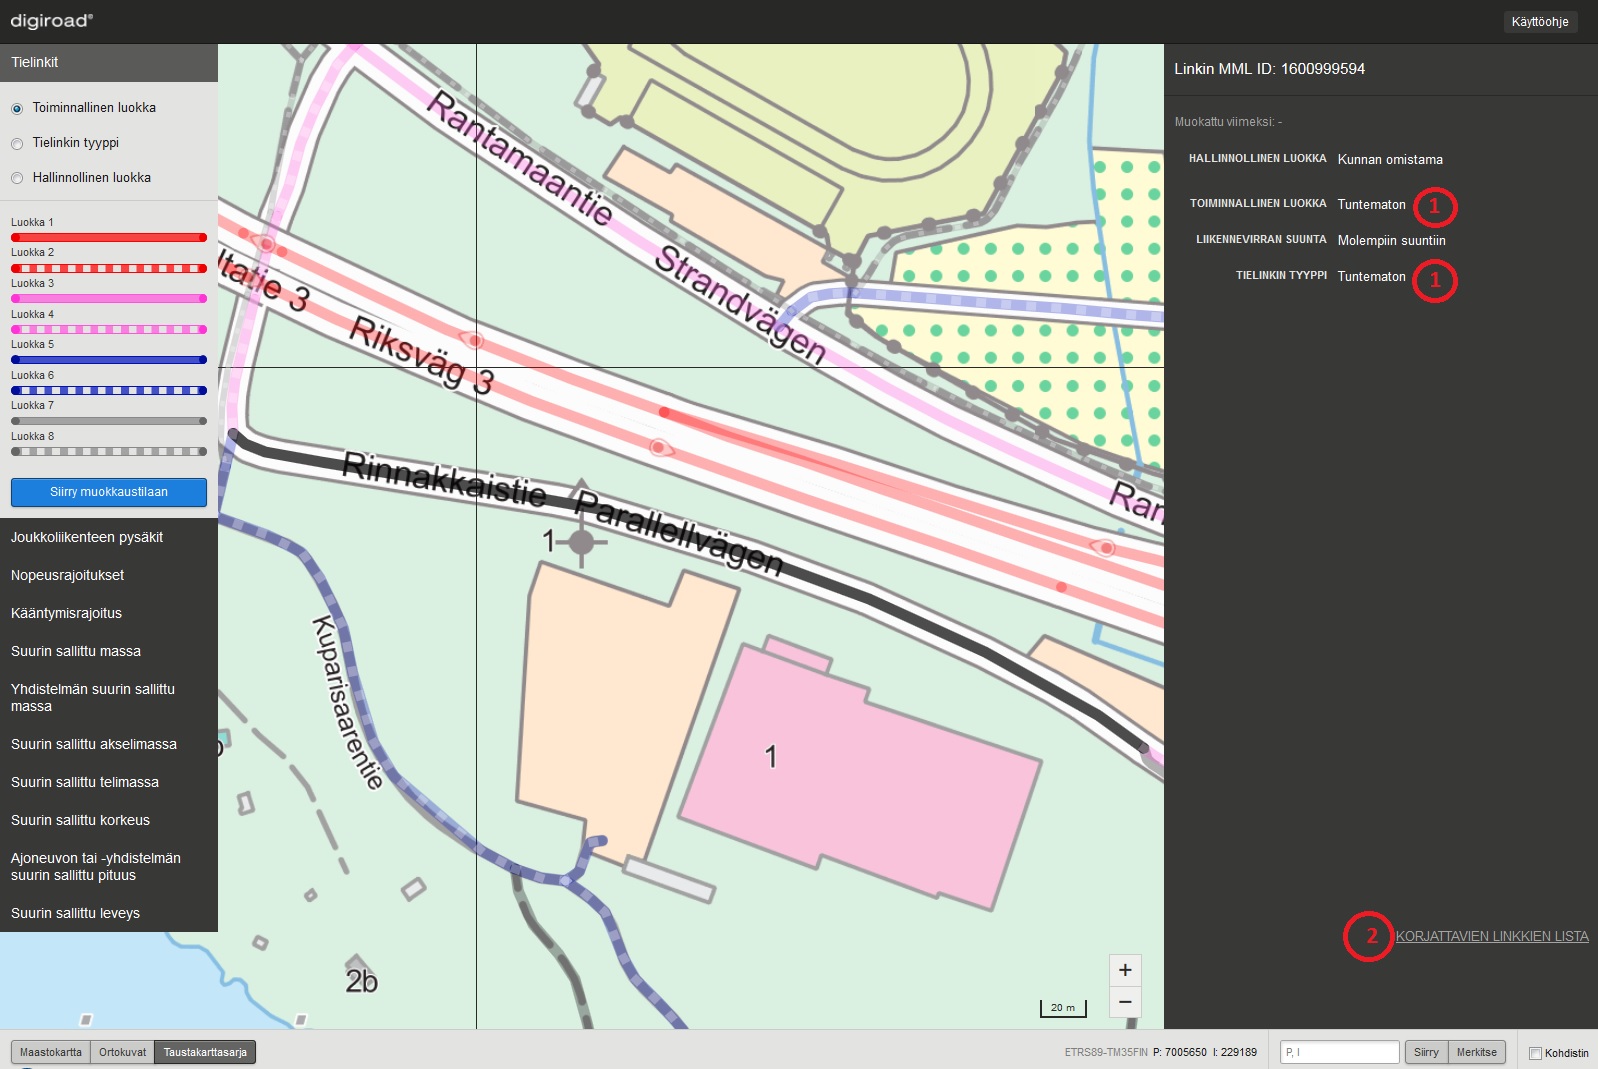 digiroad®
Käyttöohje
Tielinkit
Toiminnallinen luokka
Tielinkin tyyppi
Hallinnollinen luokka
Luokka 1
Luokka 2
Luokka 3
Luokka 4
Luokka 5
Luokka 6
Luokka 7
Luokka 8
Siirry muokkaustilaan
Joukkoliikenteen pysäkit
Nopeusrajoitukset
Kääntymisrajoitus
Suurin sallittu massa
Yhdistelmän suurin sallittu
massa
Suurin sallittu akselimassa
Suurin sallittu telimassa
Suurin sallittu korkeus
Ajoneuvon tai -yhdistelmän
suurin sallittu pituus
Suurin sallittu leveys
Rantamaantie
Strandvägen
ltatie 3
Riksväg 3
Ran
Rinnakkaistie
Parallellvägen
1
Kuparisaarentie
1
2b
+
−
20 m
Linkin MML ID: 1600999594
Muokattu viimeksi: -
HALLINNOLLINEN LUOKKA Kunnan omistama
TOIMINNALLINEN LUOKKA Tuntematon 1
LIIKENNEVIRRAN SUUNTA Molempiin suuntiin
TIELINKIN TYYPPI Tuntematon 1
2 KORJATTAVIEN LINKKIEN LISTA
Maastokartta Ortokuvat Taustakarttasarja
ETRS89-TM35FIN P: 7005650 I: 229189
P, I
Siirry Merkitse
Kohdistin